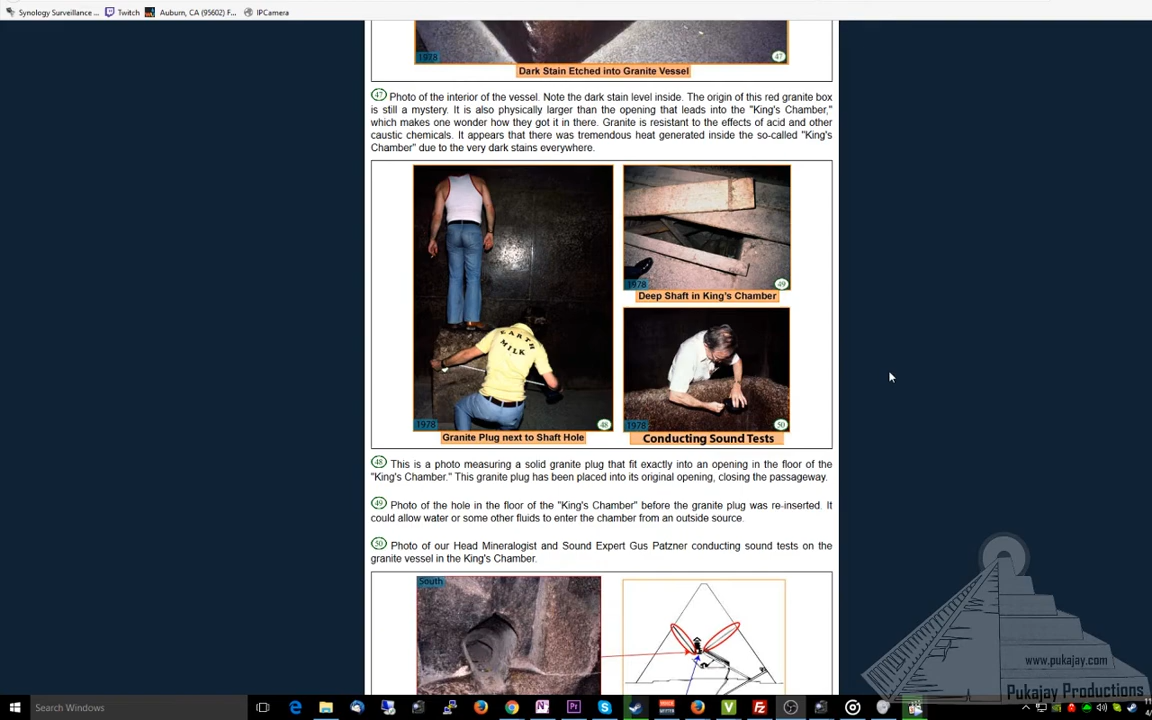 Synology Surveillance ...
Twitch
Auburn, CA (95602) F...
IPCamera
1978
47
Dark Stain Etched into Granite Vessel
47 Photo of the interior of the vessel. Note the dark stain level inside. The origin of this red granite box
is still a mystery. It is also physically larger than the opening that leads into the "King's Chamber,"
which makes one wonder how they got it in there. Granite is resistant to the effects of acid and other
caustic chemicals. It appears that there was tremendous heat generated inside the so-called "King's
Chamber" due to the very dark stains everywhere.
EARTH
MILK
1978
48
Granite Plug next to Shaft Hole
1978
49
Deep Shaft in King's Chamber
1978
50
Conducting Sound Tests
48 This is a photo measuring a solid granite plug that fit exactly into an opening in the floor of the
"King's Chamber." This granite plug has been placed into its original opening, closing the passageway.
49 Photo of the hole in the floor of the "King's Chamber" before the granite plug was re-inserted. It
could allow water or some other fluids to enter the chamber from an outside source.
50 Photo of our Head Mineralogist and Sound Expert Gus Patzner conducting sound tests on the
granite vessel in the King's Chamber.
South
www.pukajay.com
Pukajay Productions
Search Windows